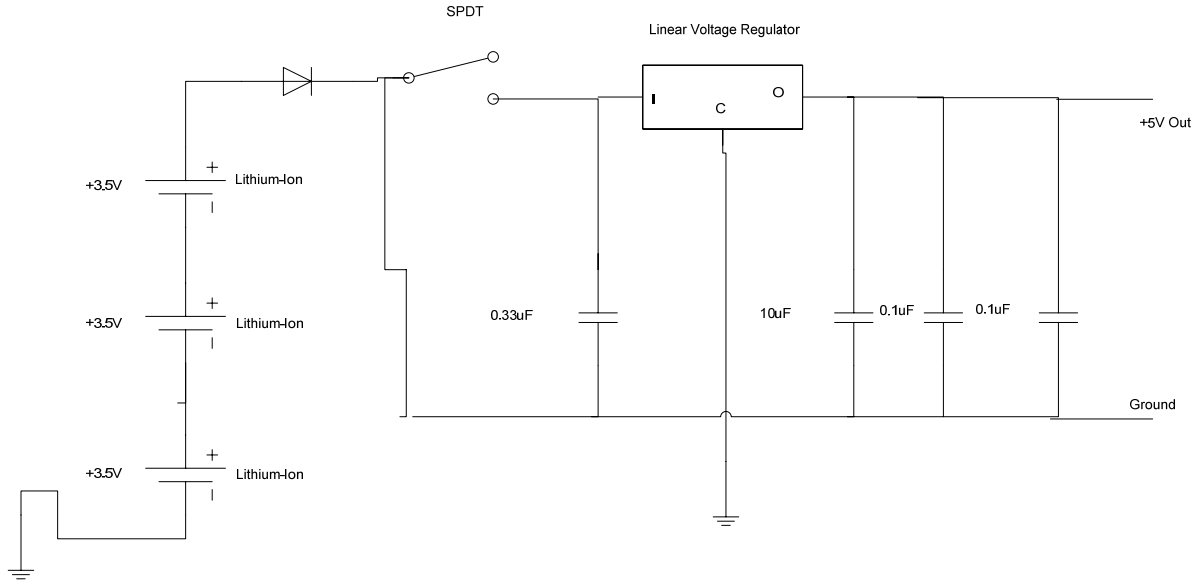 SPDT
Linear Voltage Regulator
I
C
O
+5V Out
+
+3.5V
Lithium-Ion
+
+3.5V
Lithium-Ion
0.33uF
10uF
0.1uF
0.1uF
Ground
+
+3.5V
Lithium-Ion